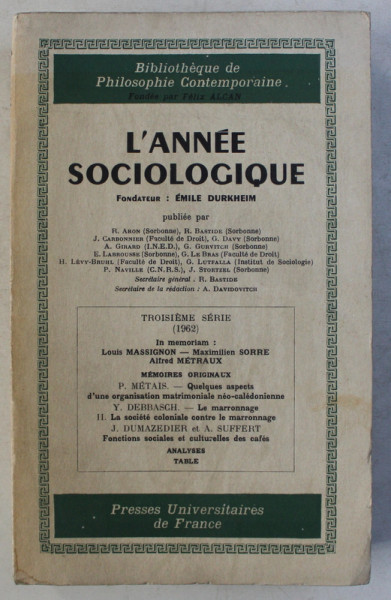 Bibliothèque de
Philosophie Contemporaine
Fondée par Félix ALCAN
L'ANNÉE
SOCIOLOGIQUE
Fondateur : ÉMILE DURKHEIM
publiée par
R. Aron (Sorbonne), R. Bastide (Sorbonne)
J. Carbonnier (Faculté de Droit), G. Davy (Sorbonne)
A. Girard (I.N.E.D.), G. Gurvitch (Sorbonne)
E. Labrousse (Sorbonne), G. Le Bras (Faculté de Droit)
H. Lévy-Bruhl (Faculté de Droit), G. Lutfalla (Institut de Sociologie)
P. Naville (C.N.R.S.), J. Stoetzel (Sorbonne)
Secrétaire général : R. Bastide
Secrétaire de la rédaction : A. Davidovitch
TROISIÈME SÉRIE
(1962)
In memoriam :
Louis MASSIGNON — Maximilien SORRE
Alfred MÉTRAUX
MÉMOIRES ORIGINAUX
P. MÉTAIS. — Quelques aspects
d'une organisation matrimoniale néo-calédonienne
Y. DERBASCH. — Le marronnage
II. La société coloniale contre le marronnage
J. DUMAZEDIER et A. SUFFERT
Fonctions sociales et culturelles des cafés
ANALYSES
TABLE
Presses Universitaires
de France